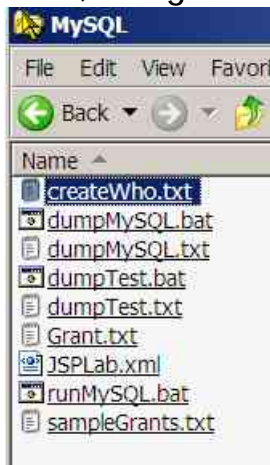 MySQL
File Edit View Favori
Back
Name
createWho.txt
dumpMySQL.bat
dumpMySQL.txt
dumpTest.bat
dumpTest.txt
Grant.txt
JSPLab.xml
runMySQL.bat
sampleGrants.txt